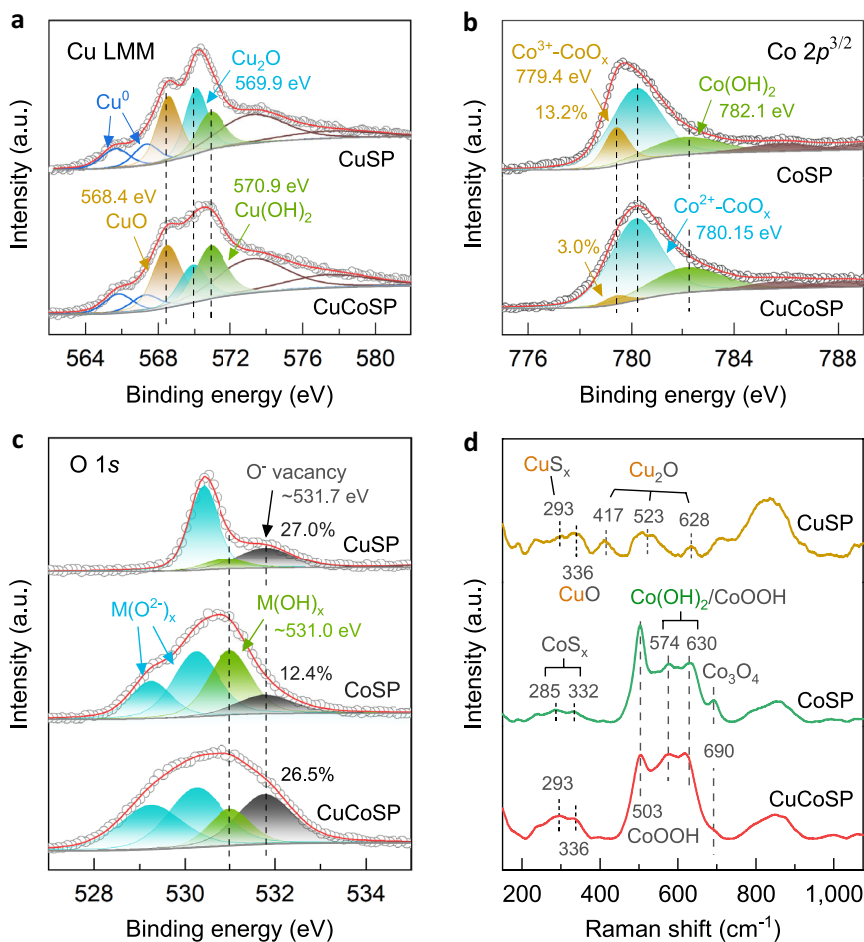 a
Cu LMM
Cu₂O
569.9 eV
Cu⁰
CuSP
568.4 eV
CuO
570.9 eV
Cu(OH)₂
CuCoSP
Intensity (a.u.)
564 568 572 576 580
Binding energy (eV)
b
Co³⁺-CoOₓ
779.4 eV
13.2%
Co 2p³/²
Co(OH)₂
782.1 eV
CoSP
Co²⁺-CoOₓ
780.15 eV
3.0%
CuCoSP
Intensity (a.u.)
776 780 784 788
Binding energy (eV)
c
O 1s
O⁻ vacancy
~531.7 eV
27.0%
CuSP
M(O²⁻)ₓ
M(OH)ₓ
~531.0 eV
12.4%
CoSP
26.5%
CuCoSP
Intensity (a.u.)
528 530 532 534
Binding energy (eV)
d
CuSₓ
Cu₂O
293
417 523 628
CuSP
336
CuO
Co(OH)₂/CoOOH
CoSₓ
574 630
Co₃O₄
285 332
CoSP
690
293
CuCoSP
503
336
CoOOH
Intensity (a.u.)
200 400 600 800 1,000
Raman shift (cm⁻¹)